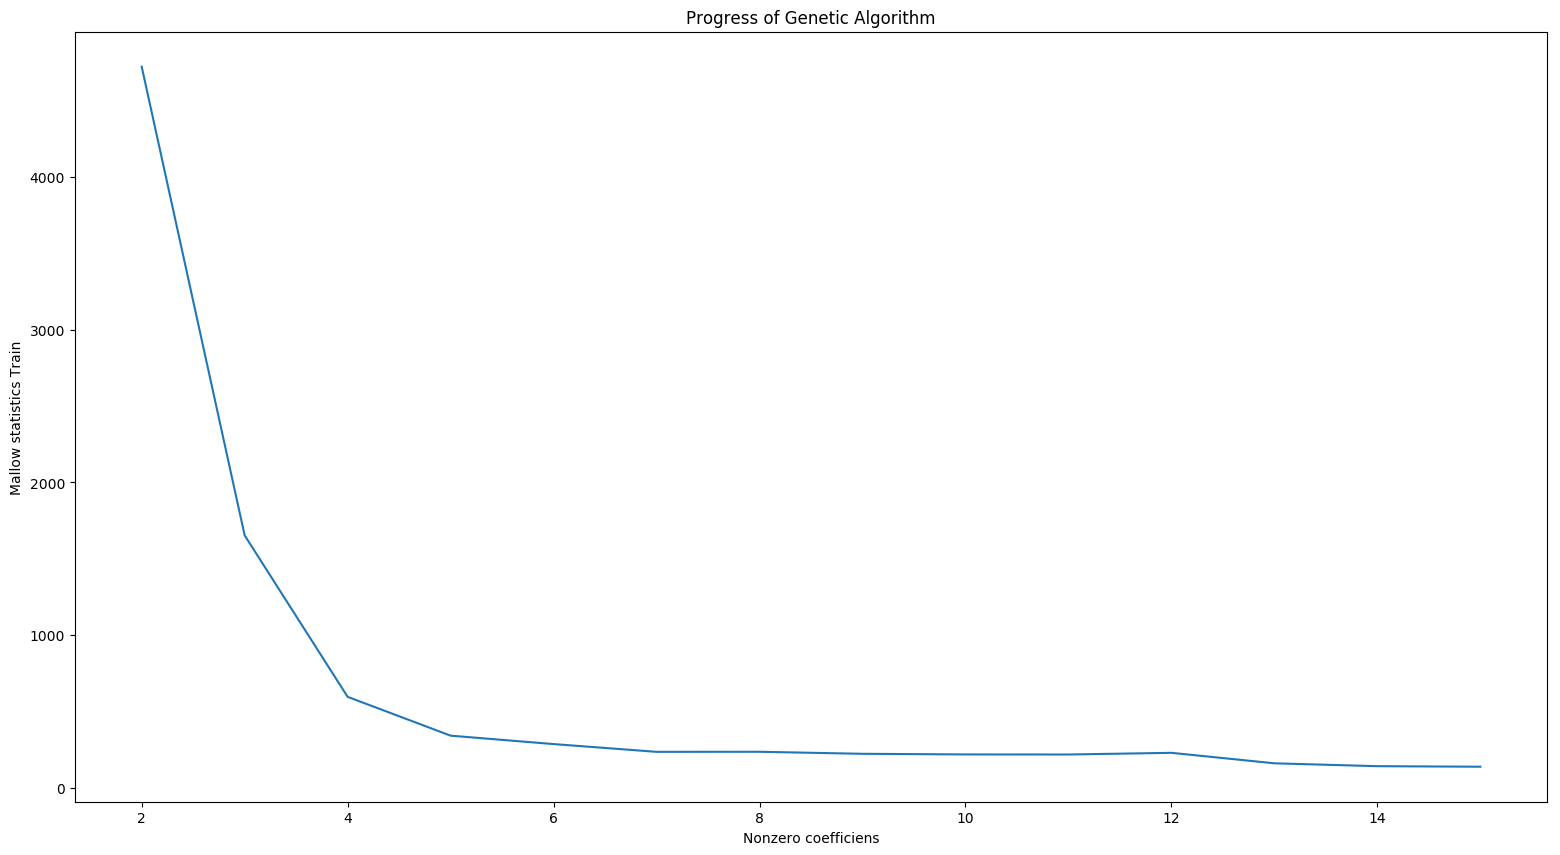 Progress of Genetic Algorithm
Mallow statistics Train
4000
3000
2000
1000
0
2 4 6 8 10 12 14
Nonzero coefficiens